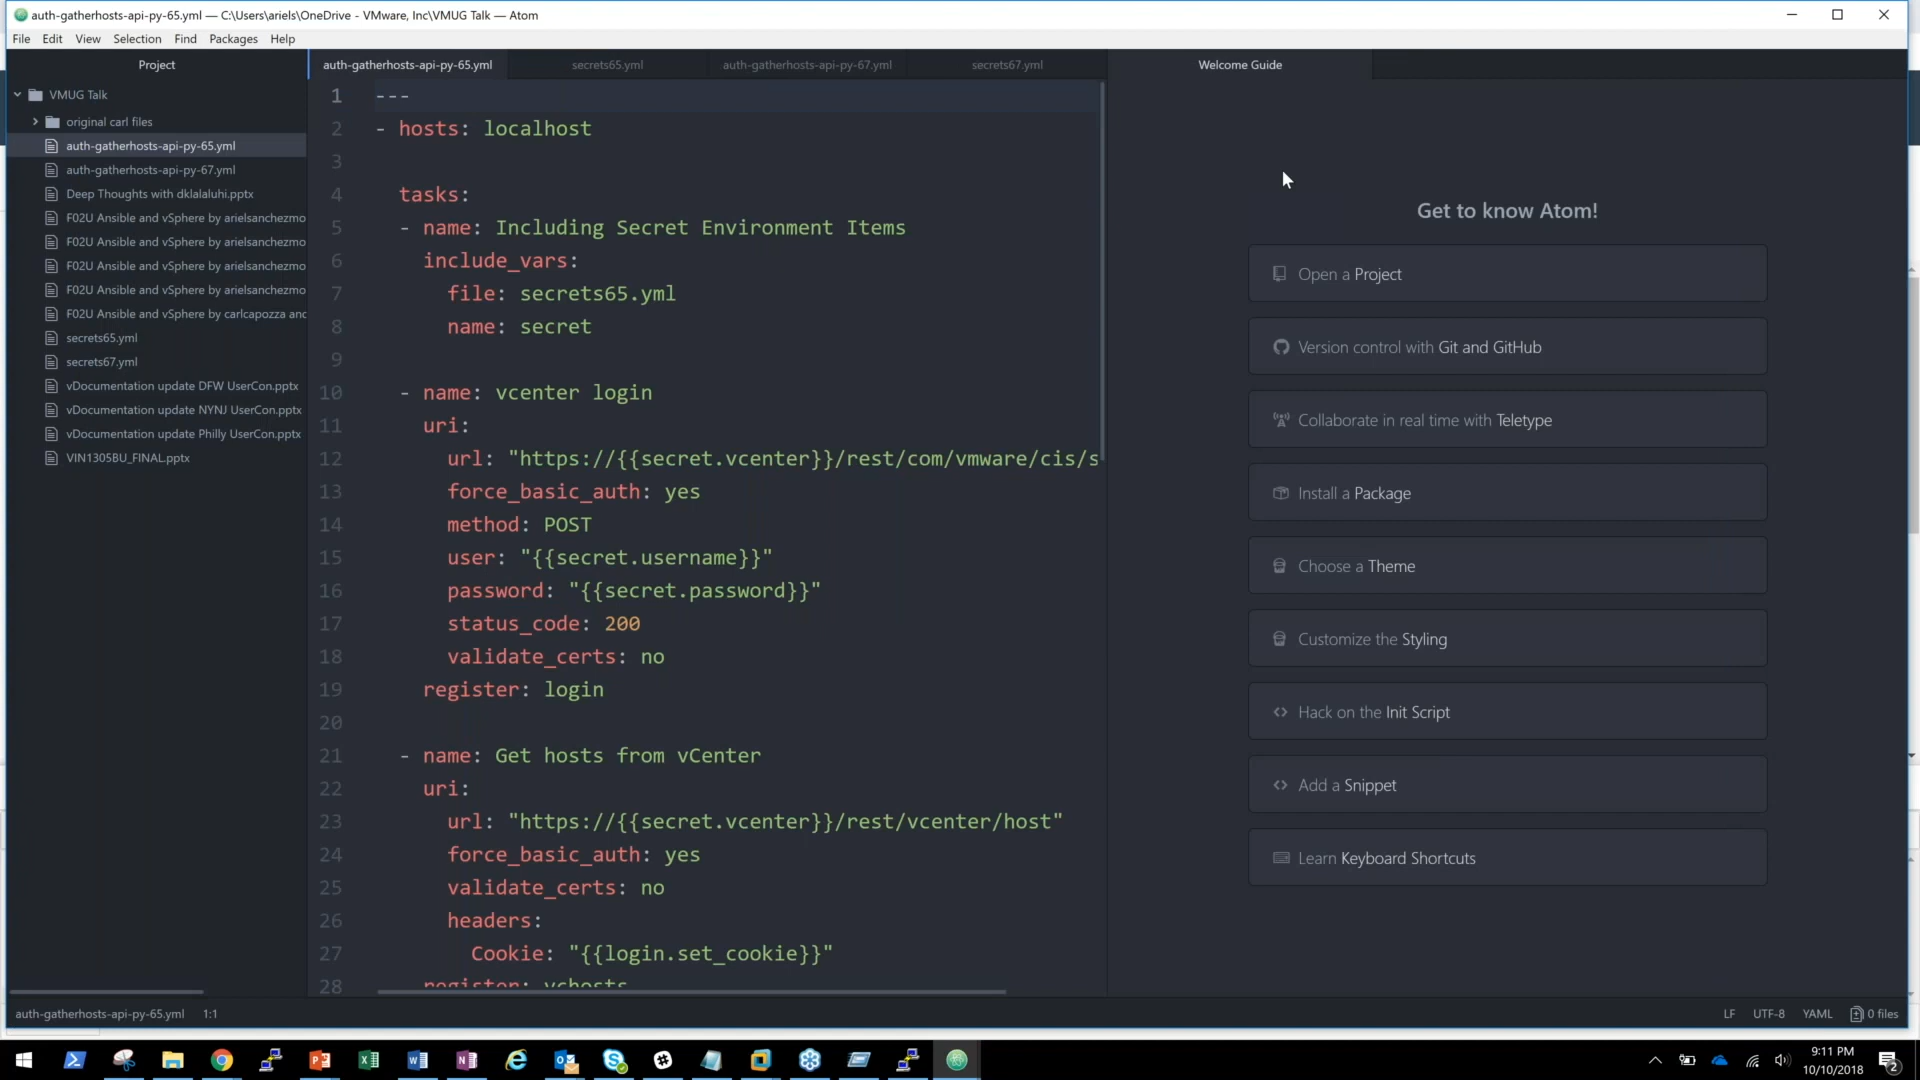 auth-gatherhosts-api-py-65.yml — C:\Users\ariels\OneDrive - VMware, Inc\VMUG Talk — Atom
File Edit View Selection Find Packages Help
Project
VMUG Talk
original carl files
auth-gatherhosts-api-py-65.yml
auth-gatherhosts-api-py-67.yml
Deep Thoughts with dklalaluhi.pptx
F02U Ansible and vSphere by arielsanchezmo
F02U Ansible and vSphere by arielsanchezmo
F02U Ansible and vSphere by arielsanchezmo
F02U Ansible and vSphere by arielsanchezmo
F02U Ansible and vSphere by carlcapozza and
secrets65.yml
secrets67.yml
vDocumentation update DFW UserCon.pptx
vDocumentation update NYNJ UserCon.pptx
vDocumentation update Philly UserCon.pptx
VIN1305BU_FINAL.pptx
auth-gatherhosts-api-py-65.yml secrets65.yml auth-gatherhosts-api-py-67.yml secrets67.yml
1 ---
2 - hosts: localhost
3
4 tasks:
5 - name: Including Secret Environment Items
6 include_vars:
7 file: secrets65.yml
8 name: secret
9
10 - name: vcenter login
11 uri:
12 url: "https://{{secret.vcenter}}/rest/com/vmware/cis/s
13 force_basic_auth: yes
14 method: POST
15 user: "{{secret.username}}"
16 password: "{{secret.password}}"
17 status_code: 200
18 validate_certs: no
19 register: login
20
21 - name: Get hosts from vCenter
22 uri:
23 url: "https://{{secret.vcenter}}/rest/vcenter/host"
24 force_basic_auth: yes
25 validate_certs: no
26 headers:
27 Cookie: "{{login.set_cookie}}"
28 register: vchosts
Welcome Guide
Get to know Atom!
Open a Project
Version control with Git and GitHub
Collaborate in real time with Teletype
Install a Package
Choose a Theme
Customize the Styling
Hack on the Init Script
Add a Snippet
Learn Keyboard Shortcuts
auth-gatherhosts-api-py-65.yml 1:1 LF UTF-8 YAML 0 files
9:11 PM
10/10/2018
2